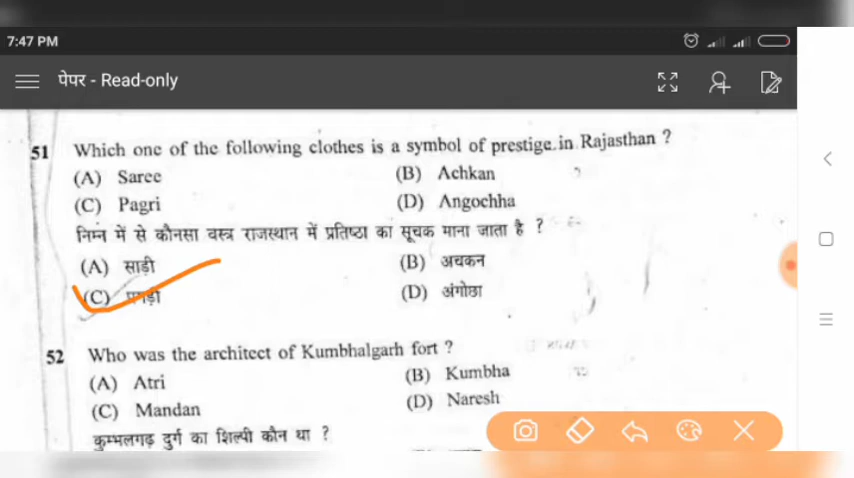 7:47 PM
पेपर - Read-only
51 Which one of the following clothes is a symbol of prestige in Rajasthan ?
(A) Saree (B) Achkan
(C) Pagri (D) Angochha
निम्न में से कौनसा वस्त्र राजस्थान में प्रतिष्ठा का सूचक माना जाता है ?
(A) साड़ी (B) अचकन
(C) पगड़ी (D) अंगोछा
52 Who was the architect of Kumbhalgarh fort ?
(A) Atri (B) Kumbha
(C) Mandan (D) Naresh
कुम्भलगढ़ दुर्ग का शिल्पी कौन था ?